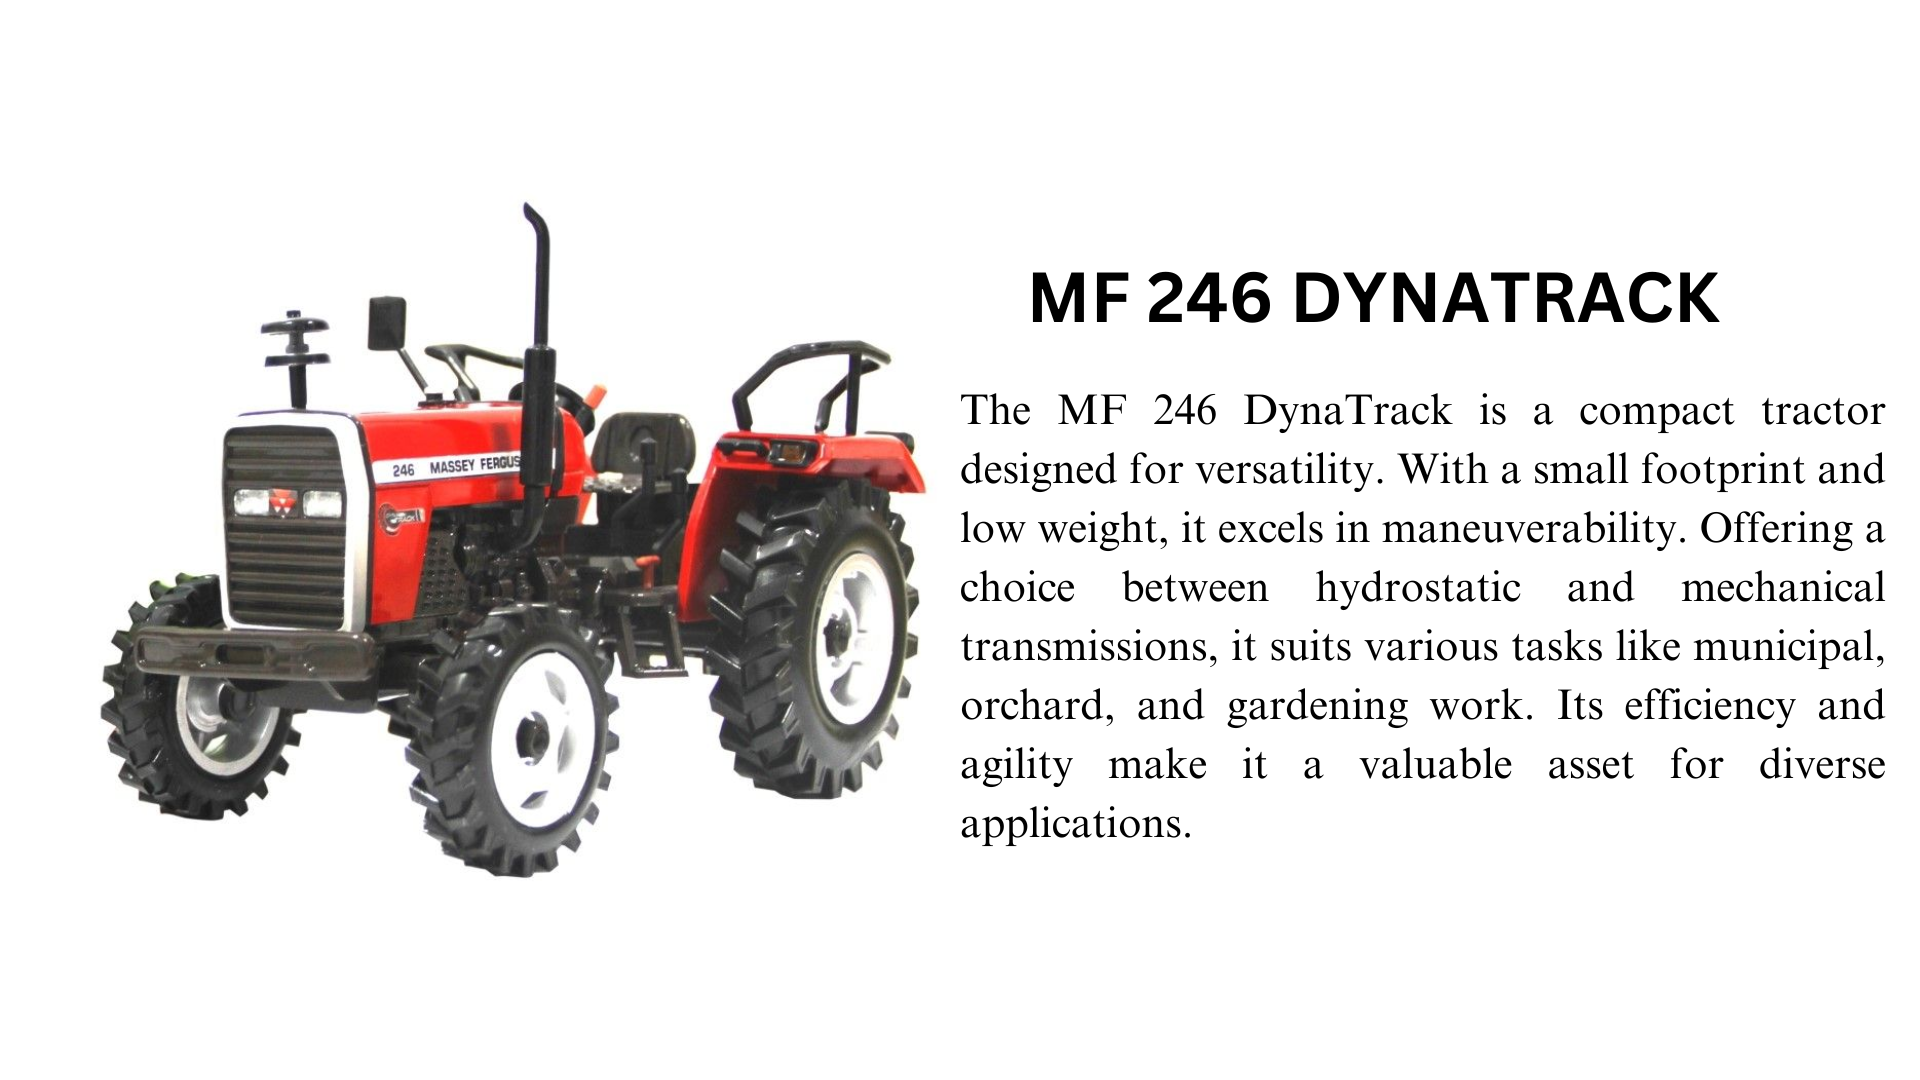 MF 246 DYNATRACK
The MF 246 DynaTrack is a compact tractor
designed for versatility. With a small footprint and
low weight, it excels in maneuverability. Offering a
choice between hydrostatic and mechanical
transmissions, it suits various tasks like municipal,
orchard, and gardening work. Its efficiency and
agility make it a valuable asset for diverse
applications.
246 MASSEY FERGUS